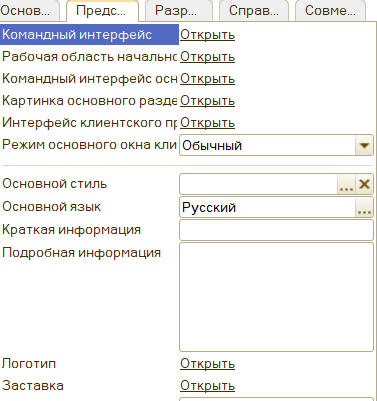 Основ...
Предс...
Разр...
Справ...
Совме...
Командный интерфейс Открыть
Рабочая область начально Открыть
Командный интерфейс осн Открыть
Картинка основного разде Открыть
Интерфейс клиентского пр Открыть
Режим основного окна кли Обычный
Основной стиль ...
Основной язык Русский ...
Краткая информация
Подробная информация
Логотип Открыть
Заставка Открыть